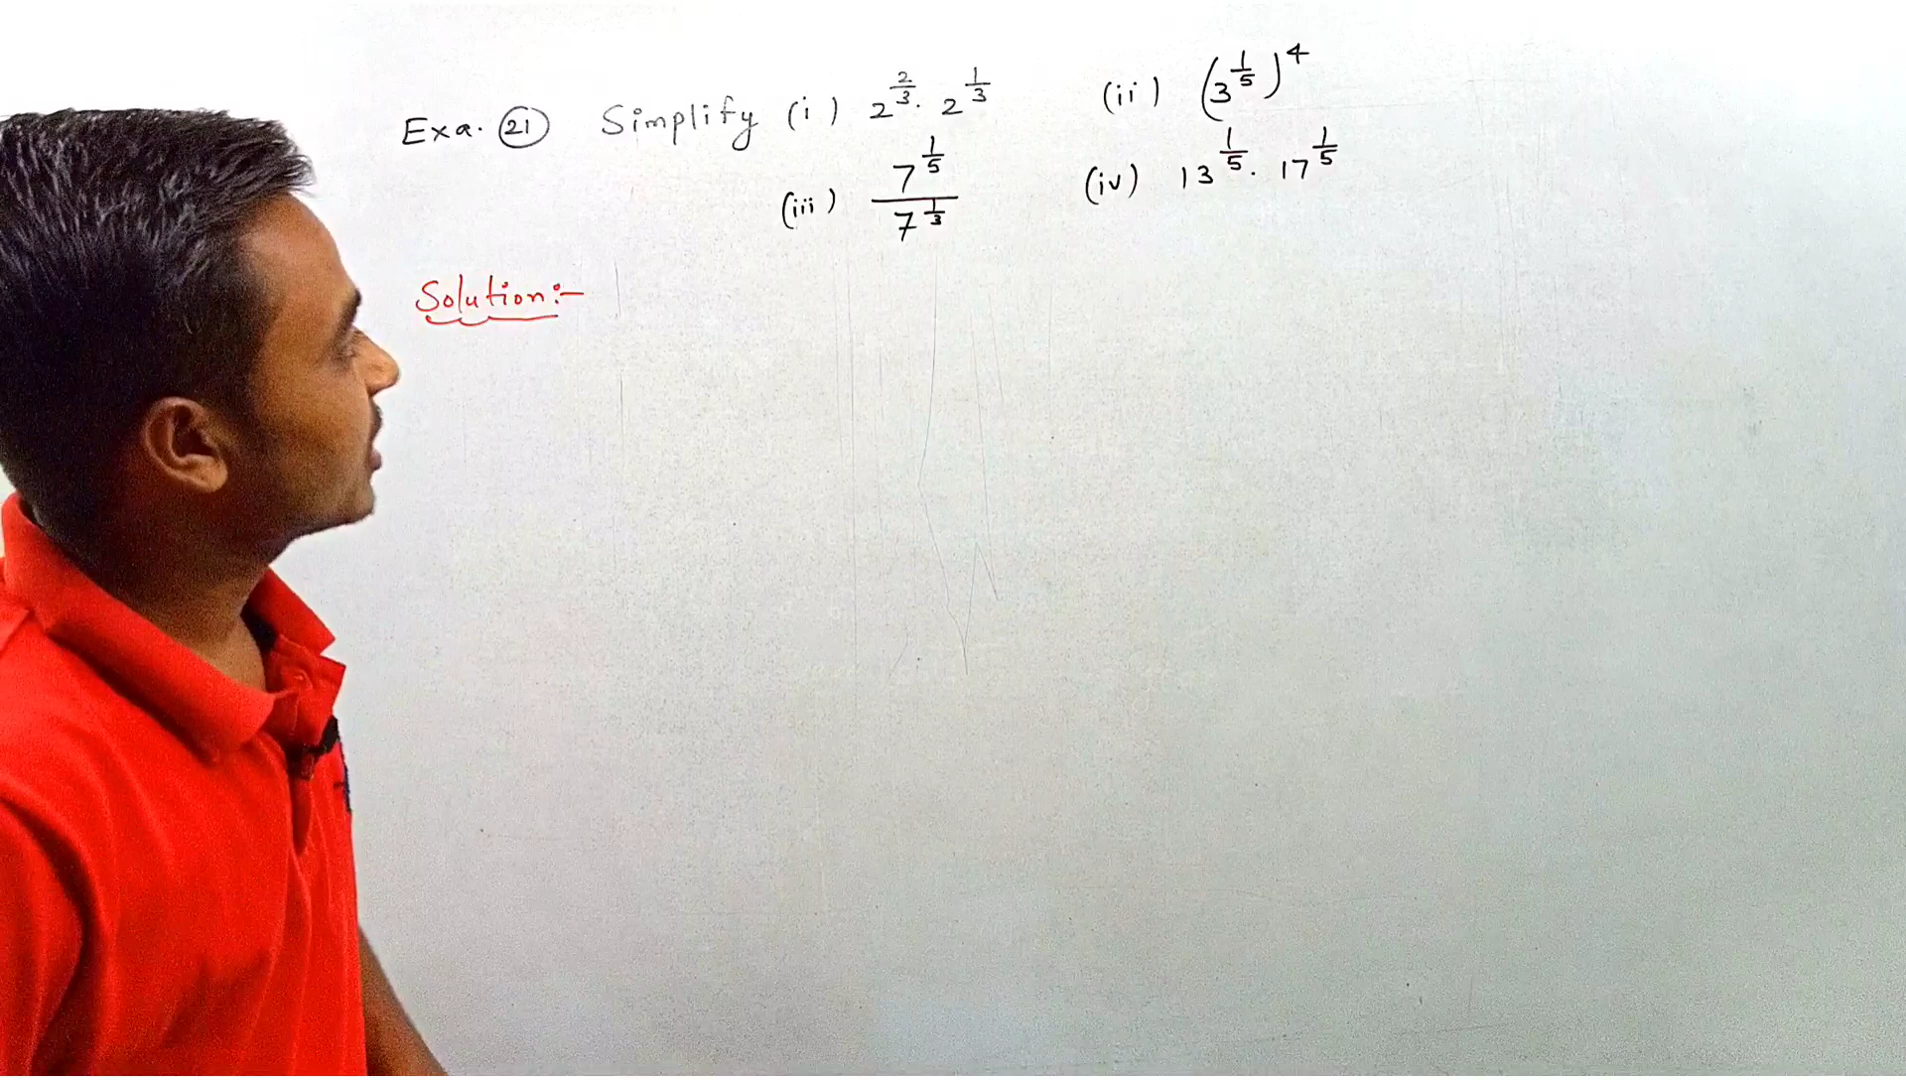 Exa. (21) Simplify (i) 2^{2/3} . 2^{1/3} (ii) (3^{1/5})^4
(iii) 7^{1/5} / 7^{1/3} (iv) 13^{1/5} . 17^{1/5}
Solution:-